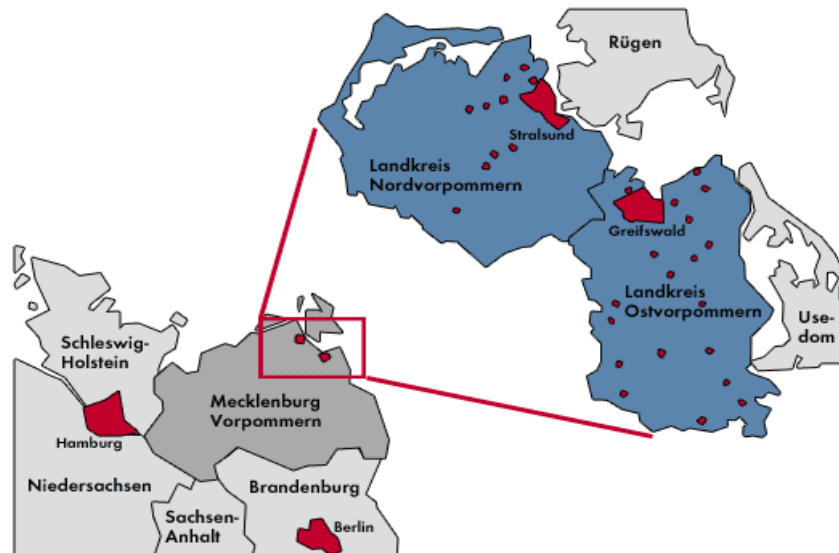 Rügen
Stralsund
Landkreis
Nordvorpommern
Greifswald
Landkreis
Ostvorpommern
Use-
dom
Schleswig-
Holstein
Mecklenburg
Vorpommern
Hamburg
Niedersachsen
Brandenburg
Sachsen-
Anhalt
Berlin